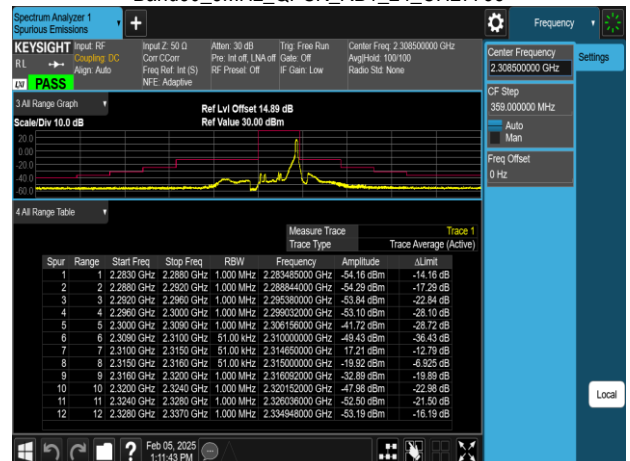 Spectrum Analyzer 1
Spurious Emissions
Frequency
KEYSIGHT Input: RF Input Z: 50 Ω Atten: 30 dB Trig: Free Run Center Freq: 2.308500000 GHz
RL Coupling: DC Corr CCorr Pre: Int off, LNA off Gate: Off Avg|Hold: 100/100
Align: Auto Freq Ref: Int (S) RF Preset: Off IF Gain: Low Radio Std: None
NFE: Adaptive
LXI PASS
Center Frequency
2.308500000 GHz
Settings
CF Step
359.000000 MHz
Auto
Man
Freq Offset
0 Hz
3 All Range Graph
Ref Lvl Offset 14.89 dB
Scale/Div 10.0 dB Ref Value 30.00 dBm
20.0
0.00
-20.0
-40.0
-60.0
4 All Range Table
Measure Trace Trace 1
Trace Type Trace Average (Active)
Spur Range Start Freq Stop Freq RBW Frequency Amplitude ΔLimit
1 1 2.2830 GHz 2.2880 GHz 1.000 MHz 2.283485000 GHz -54.16 dBm -14.16 dB
2 2 2.2880 GHz 2.2920 GHz 1.000 MHz 2.288844000 GHz -54.29 dBm -17.29 dB
3 3 2.2920 GHz 2.2960 GHz 1.000 MHz 2.295380000 GHz -53.84 dBm -22.84 dB
4 4 2.2960 GHz 2.3000 GHz 1.000 MHz 2.299032000 GHz -53.10 dBm -28.10 dB
5 5 2.3000 GHz 2.3090 GHz 1.000 MHz 2.306156000 GHz -41.72 dBm -28.72 dB
6 6 2.3090 GHz 2.3100 GHz 51.00 kHz 2.310000000 GHz -49.43 dBm -36.43 dB
7 7 2.3100 GHz 2.3150 GHz 51.00 kHz 2.314650000 GHz 17.21 dBm -12.79 dB
8 8 2.3150 GHz 2.3160 GHz 51.00 kHz 2.315000000 GHz -19.92 dBm -6.925 dB
9 9 2.3160 GHz 2.3200 GHz 1.000 MHz 2.316092000 GHz -32.89 dBm -19.89 dB
10 10 2.3200 GHz 2.3240 GHz 1.000 MHz 2.320152000 GHz -47.98 dBm -22.98 dB
11 11 2.3240 GHz 2.3280 GHz 1.000 MHz 2.326036000 GHz -52.50 dBm -21.50 dB
12 12 2.3280 GHz 2.3370 GHz 1.000 MHz 2.334948000 GHz -53.19 dBm -16.19 dB
Local
Feb 05, 2025
1:11:43 PM